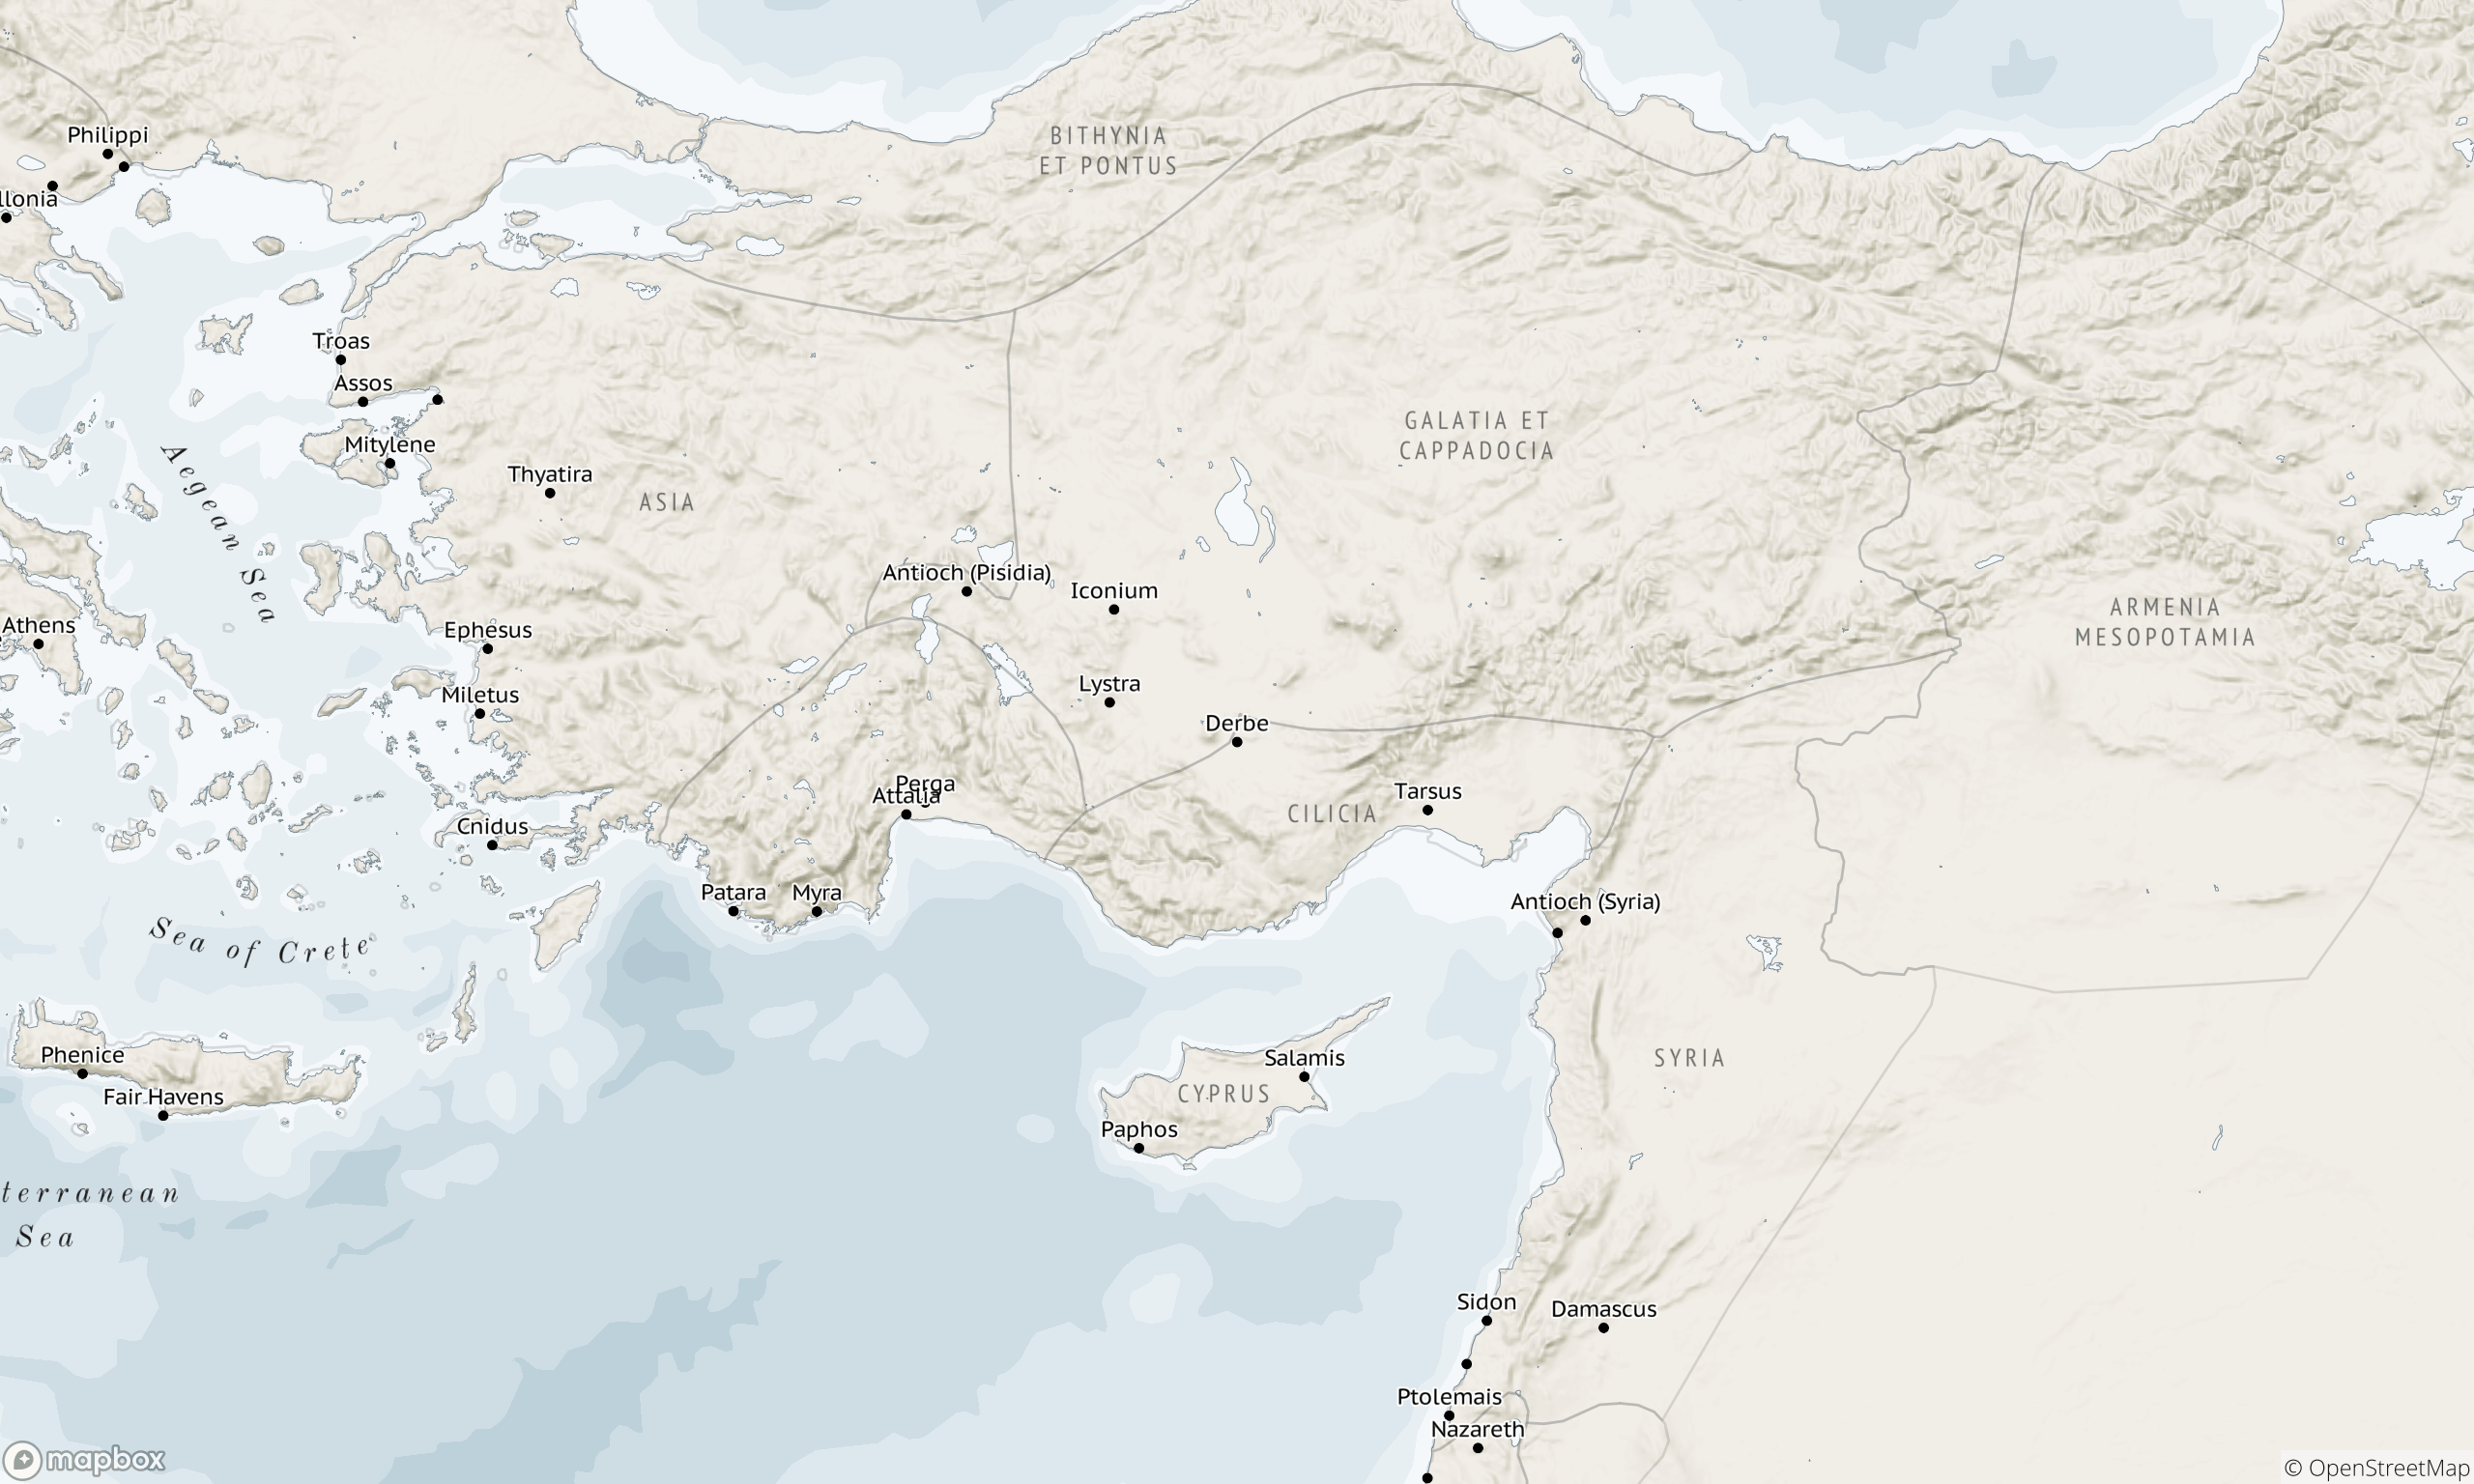 BITHYNIA
ET PONTUS
Philippi
llonia
Troas
Assos
Mitylene
Thyatira
ASIA
GALATIA ET
CAPPADOCIA
Aegean Sea
Antioch (Pisidia)
Iconium
ARMENIA
MESOPOTAMIA
Athens
Ephesus
Miletus
Lystra
Derbe
Perga
Attalia
Tarsus
CILICIA
Cnidus
Patara
Myra
Antioch (Syria)
Sea of Crete
Phenice
Fair Havens
Salamis
CYPRUS
SYRIA
Paphos
terranean
Sea
Sidon
Damascus
Ptolemais
Nazareth
mapbox
© OpenStreetMap